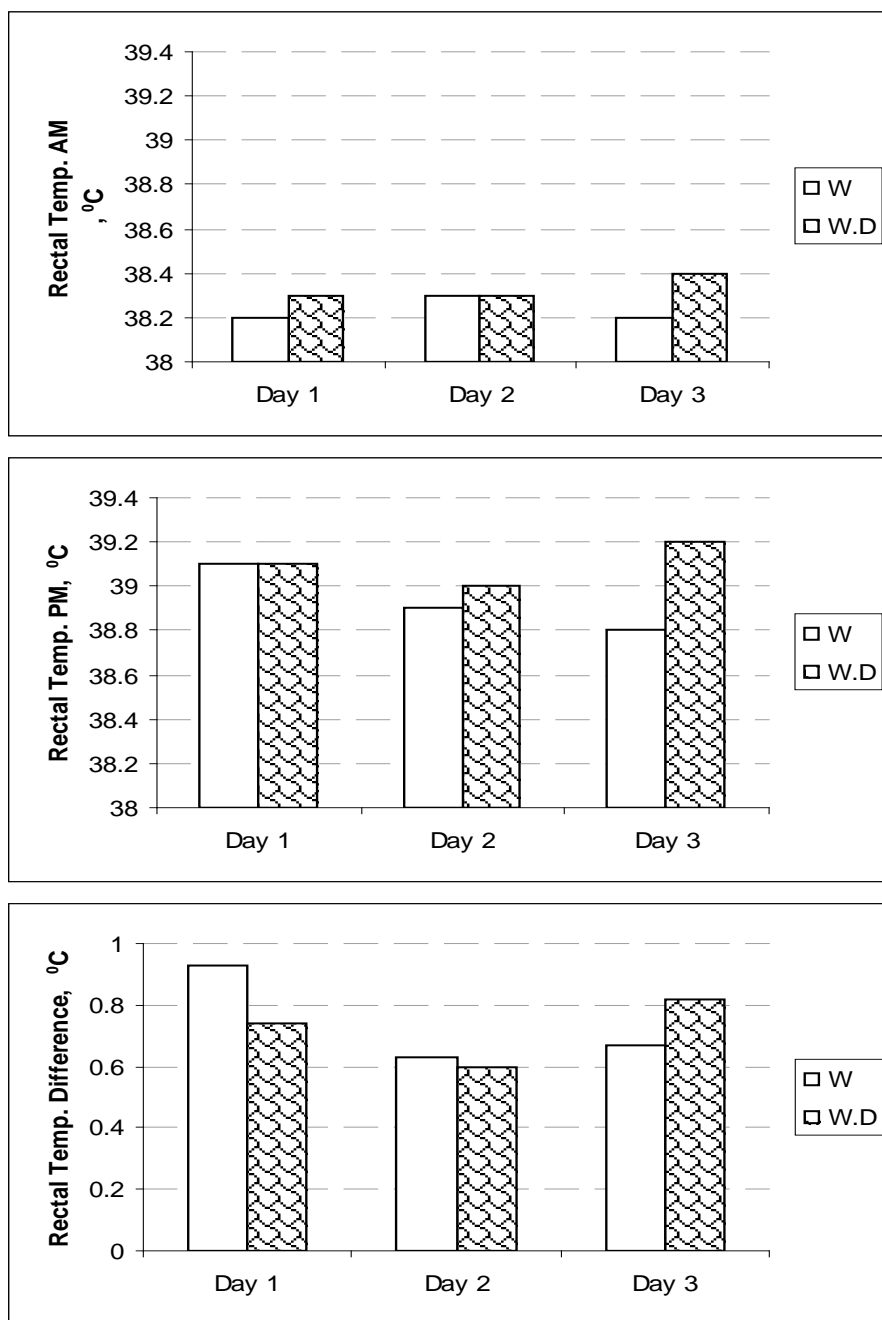 Rectal Temp. AM
, ⁰C
39.4
39.2
39
38.8
38.6
38.4
38.2
38
Day 1
Day 2
Day 3
W
W.D
Rectal Temp. PM, ⁰C
39.4
39.2
39
38.8
38.6
38.4
38.2
38
Day 1
Day 2
Day 3
W
W.D
Rectal Temp. Difference, ⁰C
1
0.8
0.6
0.4
0.2
0
Day 1
Day 2
Day 3
W
W.D